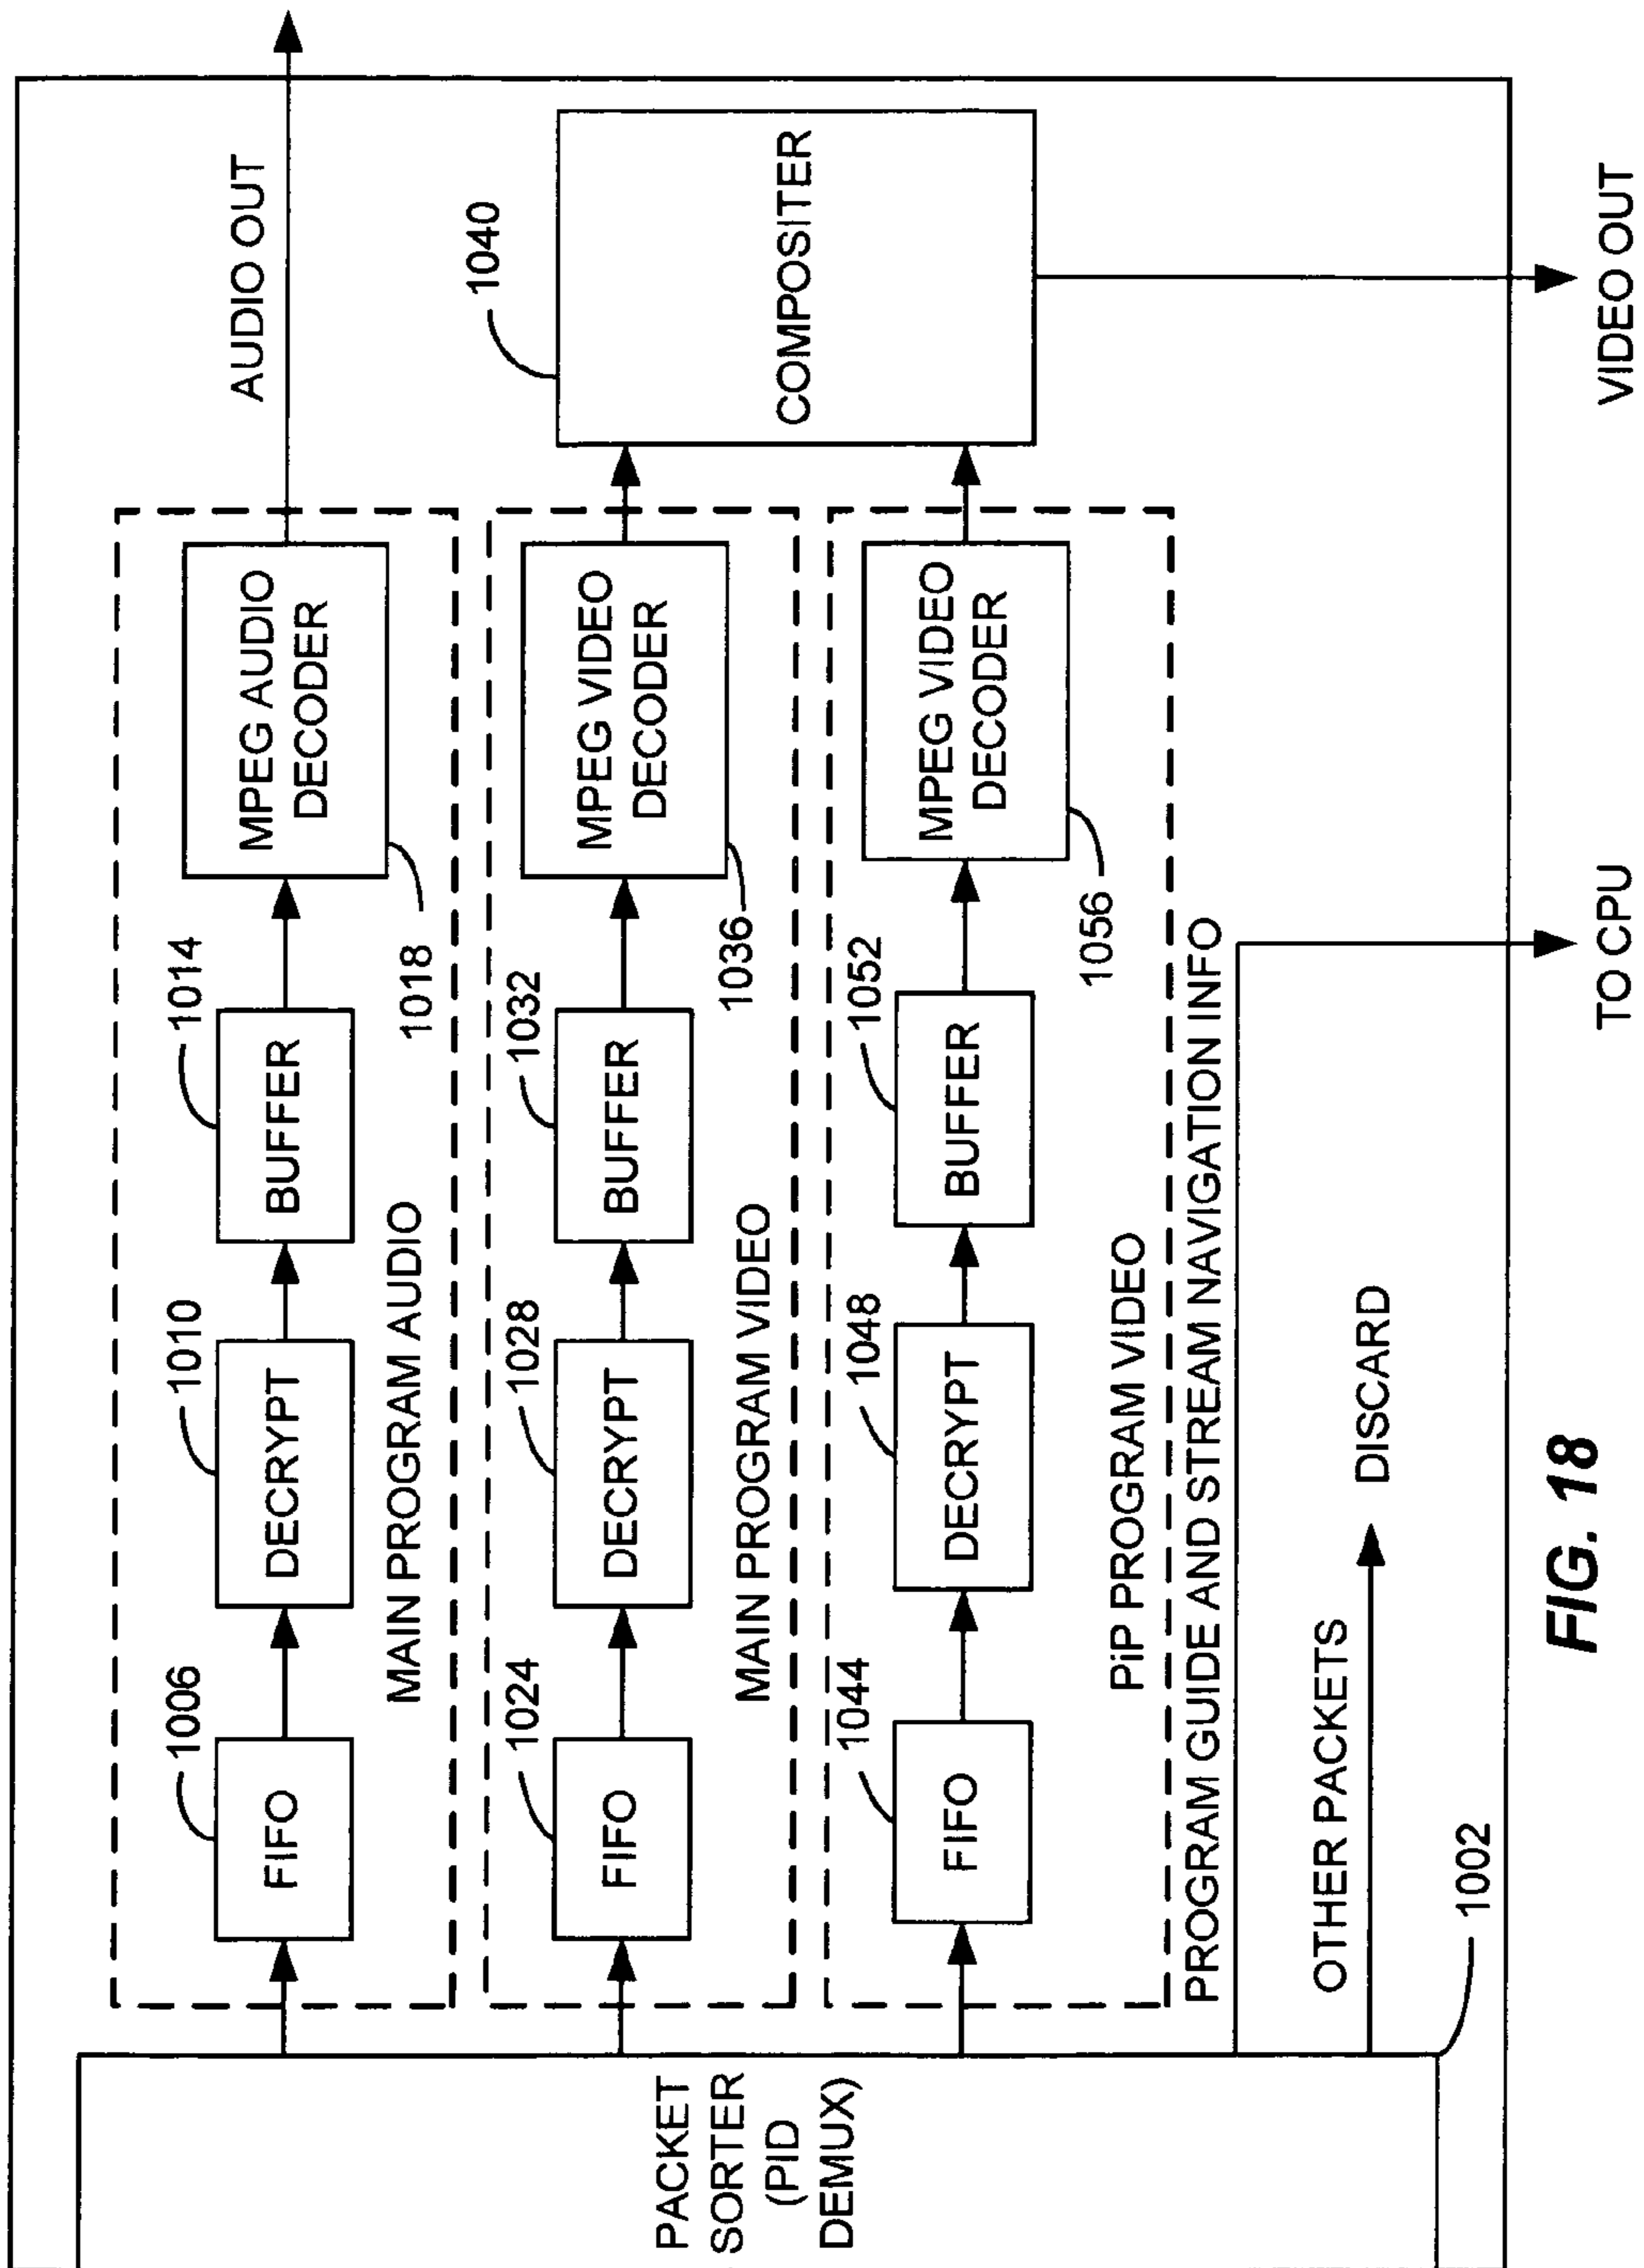 AUDIO OUT
1006
1010
1014
FIFO
DECRYPT
BUFFER
MPEG AUDIO
DECODER
1018
MAIN PROGRAM AUDIO
1024
1028
1032
1040
FIFO
DECRYPT
BUFFER
MPEG VIDEO
DECODER
1036
MAIN PROGRAM VIDEO
COMPOSITER
PACKET
SORTER
(PID
DEMUX)
1044
1048
1052
FIFO
DECRYPT
BUFFER
MPEG VIDEO
DECODER
1056
PiP PROGRAM VIDEO
PROGRAM GUIDE AND STREAM NAVIGATION INFO
OTHER PACKETS
DISCARD
1002
TO CPU
VIDEO OUT
FIG. 18